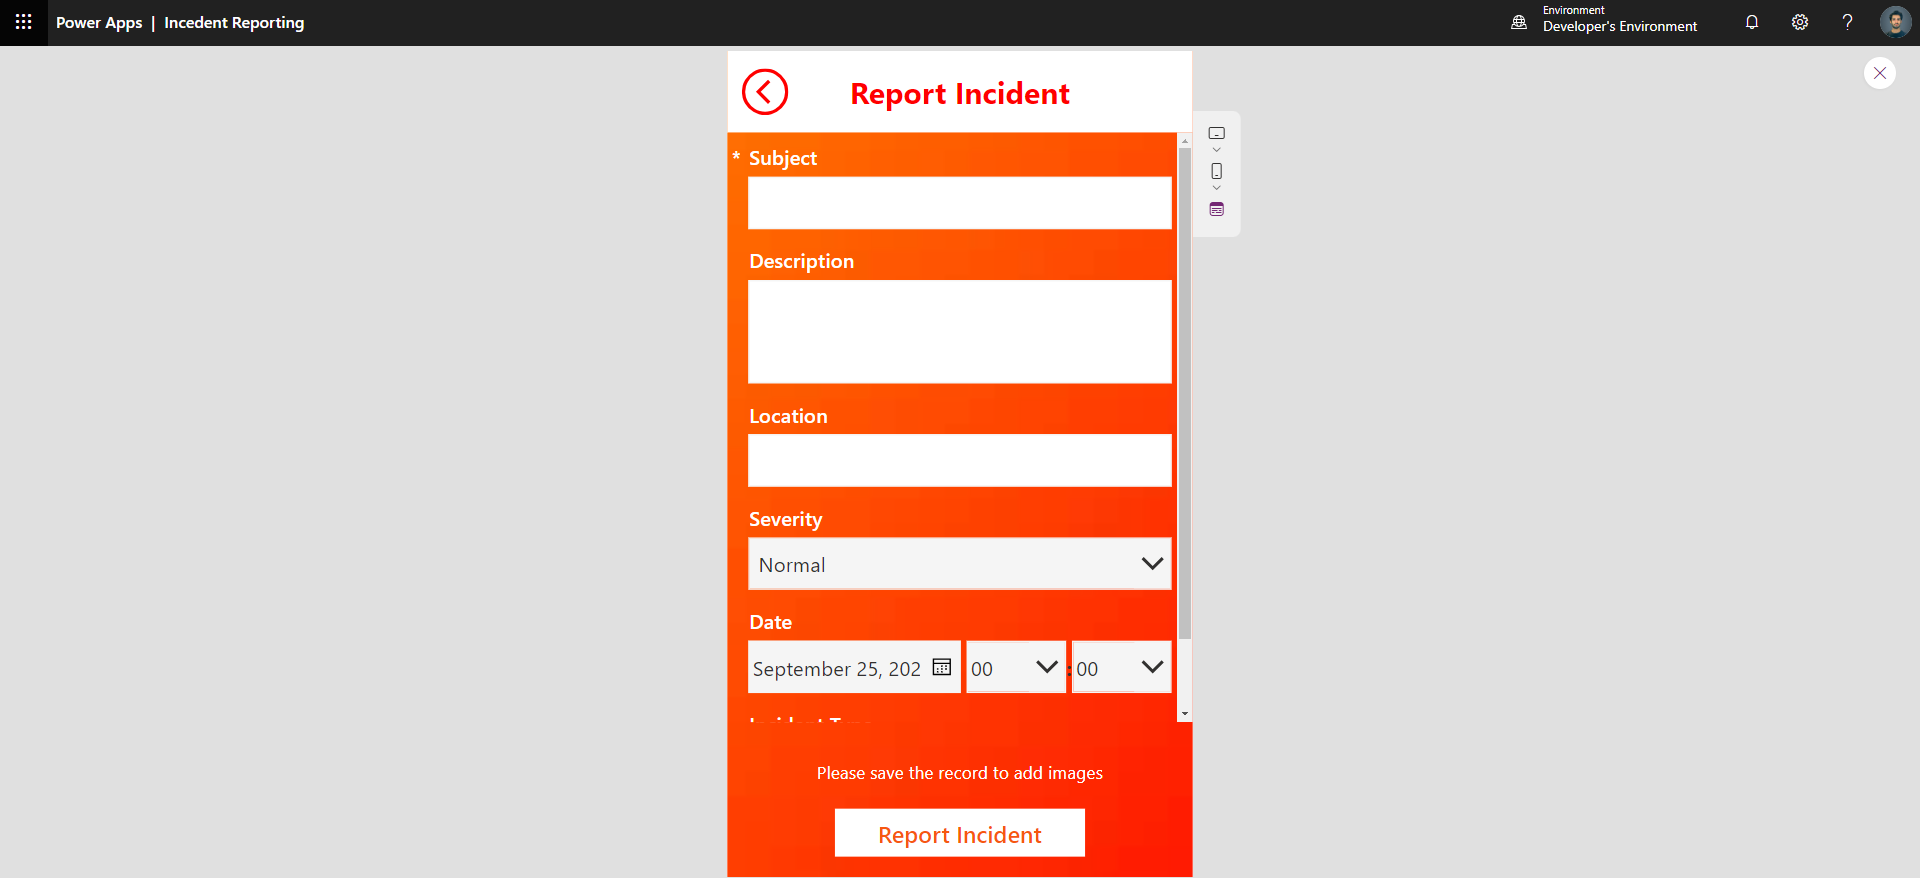 Power Apps | Incedent Reporting
Environment
Developer's Environment
Report Incident
* Subject
Description
Location
Severity
Normal
Date
September 25, 202
00 : 00
Please save the record to add images
Report Incident